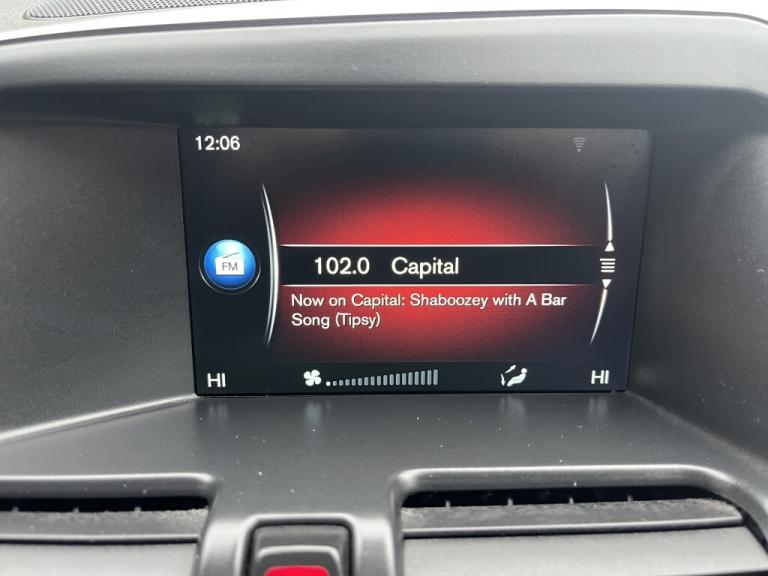 12:06
FM
102.0 Capital
Now on Capital: Shaboozey with A Bar
Song (Tipsy)
HI
HI